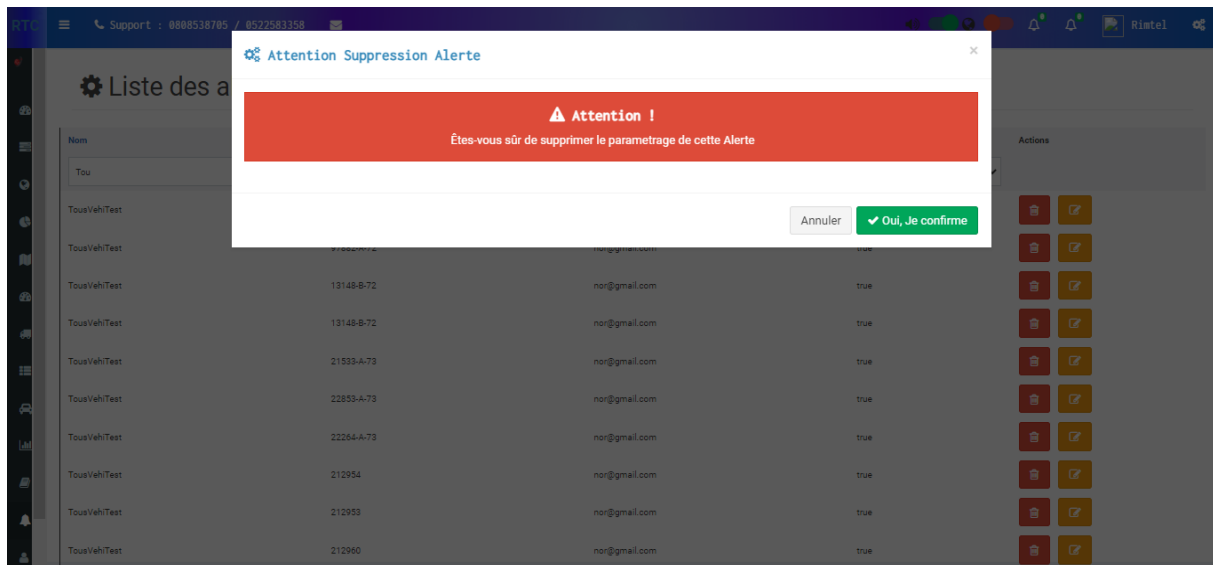 RTC
Support : 0808538705 / 0522583358
Rimtel
Attention Suppression Alerte
×
Liste des a
Attention !
Êtes-vous sûr de supprimer le parametrage de cette Alerte
Nom
Actions
Tou
Annuler
Oui, Je confirme
TousVehiTest
TousVehiTest 97882-A-72 nor@gmail.com true
TousVehiTest 13148-B-72 nor@gmail.com true
TousVehiTest 13148-B-72 nor@gmail.com true
TousVehiTest 21533-A-73 nor@gmail.com true
TousVehiTest 22853-A-73 nor@gmail.com true
TousVehiTest 22264-A-73 nor@gmail.com true
TousVehiTest 212954 nor@gmail.com true
TousVehiTest 212953 nor@gmail.com true
TousVehiTest 212960 nor@gmail.com true